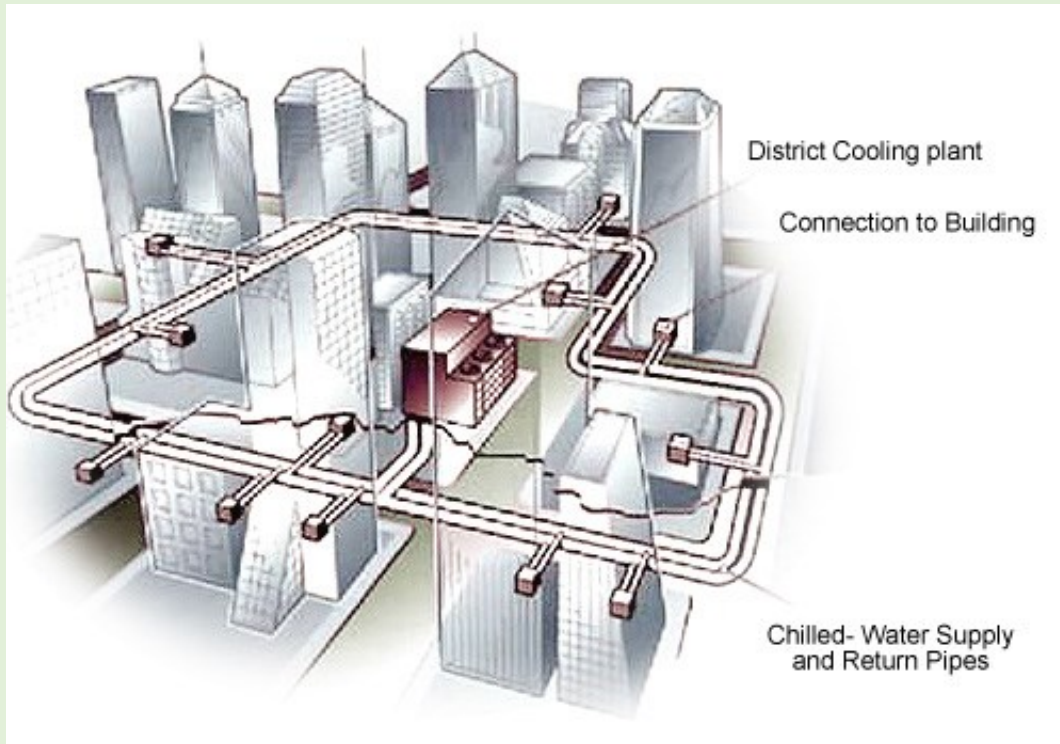 District Cooling plant
Connection to Building
Chilled- Water Supply
and Return Pipes